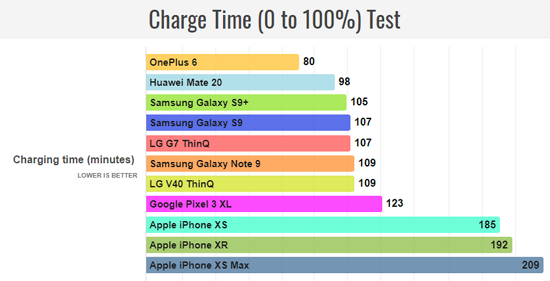 Charge Time (0 to 100%) Test
Charging time (minutes)
LOWER IS BETTER
OnePlus 6 80
Huawei Mate 20 98
Samsung Galaxy S9+ 105
Samsung Galaxy S9 107
LG G7 ThinQ 107
Samsung Galaxy Note 9 109
LG V40 ThinQ 109
Google Pixel 3 XL 123
Apple iPhone XS 185
Apple iPhone XR 192
Apple iPhone XS Max 209